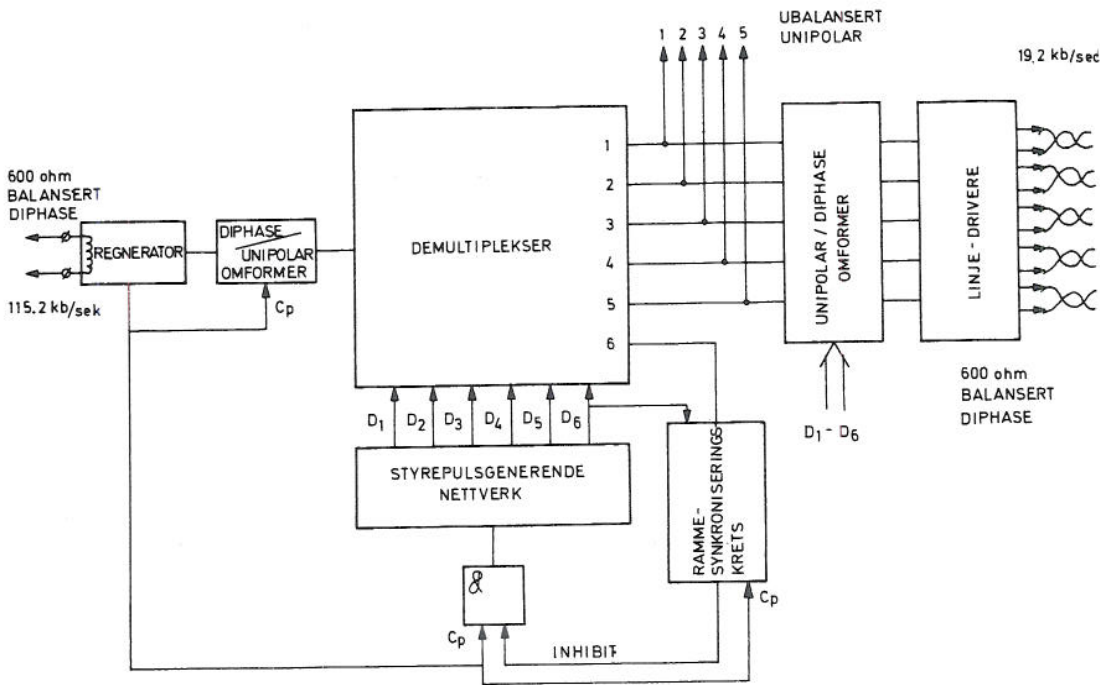 UBALANSERT
UNIPOLAR
1 2 3 4 5
19,2 kb/sec
600 ohm
BALANSERT
DIPHASE
REGNERATOR
115.2 kb/sek
DIPHASE
UNIPOLAR
OMFORMER
Cp
DEMULTIPLEKSER
1
2
3
4
5
6
UNIPOLAR / DIPHASE
OMFORMER
LINJE - DRIVERE
D1 - D6
600 ohm
BALANSERT
DIPHASE
D1 D2 D3 D4 D5 D6
STYREPULSGENERENDE
NETTVERK
RAMME-
SYNKRONISERINGS
KRETS
&
Cp
INHIBIT
Cp